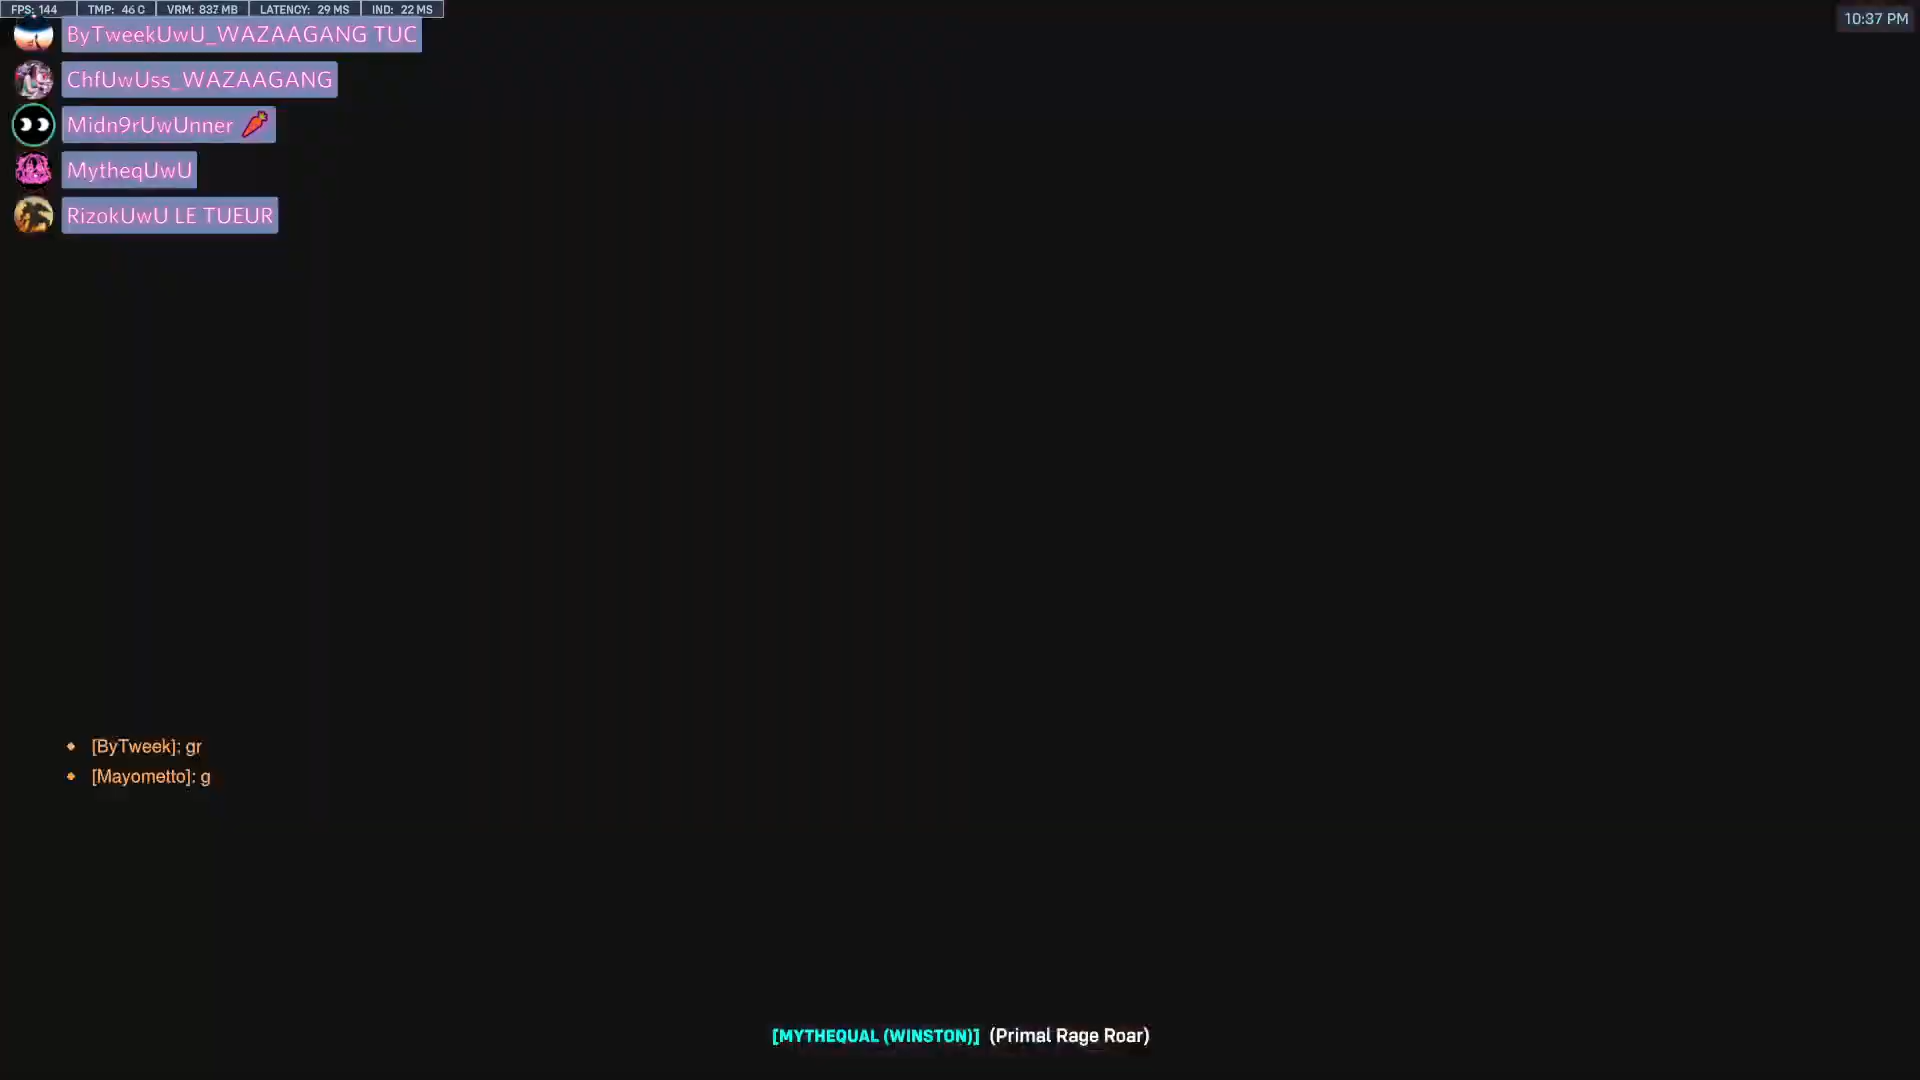 FPS: 144 TMP: 46 C VRM: 837 MB LATENCY: 29 MS IND: 22 MS
10:37 PM
ByTweekUwU_WAZAAGANG TUC
ChfUwUss_WAZAAGANG
Midn9rUwUnner 🥕
MytheqUwU
RizokUwU LE TUEUR
[ByTweek]: gr
[Mayometto]: g
[MYTHEQUAL (WINSTON)] (Primal Rage Roar)